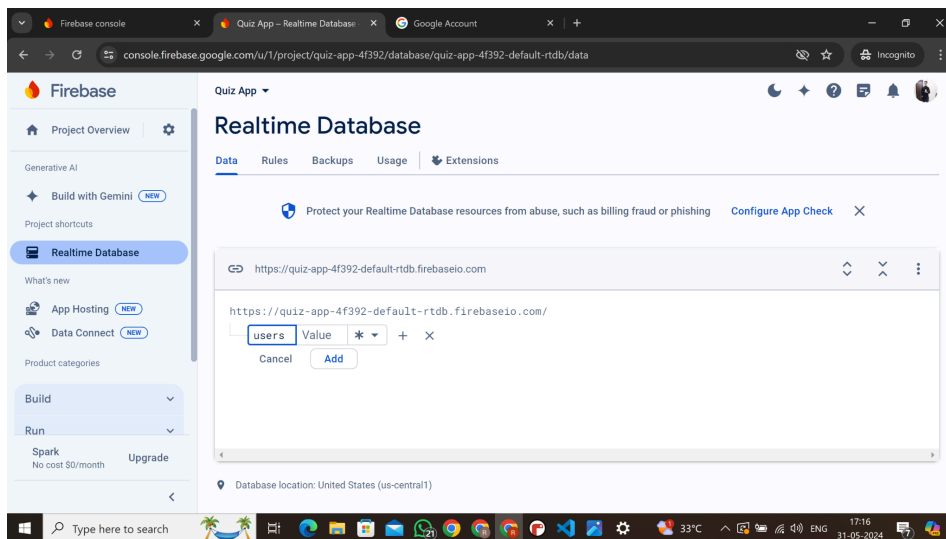 Firebase console
Quiz App – Realtime Database
Google Account
console.firebase.google.com/u/1/project/quiz-app-4f392/database/quiz-app-4f392-default-rtdb/data
Incognito
Firebase
Quiz App
Project Overview
Realtime Database
Data Rules Backups Usage Extensions
Generative AI
Build with Gemini NEW
Project shortcuts
Realtime Database
What's new
App Hosting NEW
Data Connect NEW
Product categories
Build
Run
Spark
No cost $0/month
Upgrade
Protect your Realtime Database resources from abuse, such as billing fraud or phishing Configure App Check
https://quiz-app-4f392-default-rtdb.firebaseio.com
https://quiz-app-4f392-default-rtdb.firebaseio.com/
users Value
Cancel Add
Database location: United States (us-central1)
Type here to search
21
33°C
ENG
17:16
31-05-2024
7